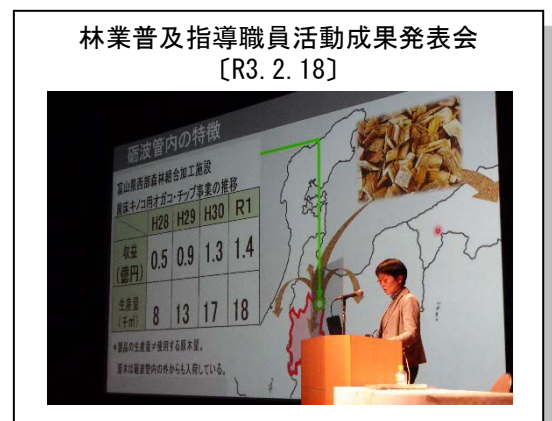 林業普及指導職員活動成果発表会
〔R3.2.18〕
砺波管内の特徴
富山県西部森林組合加工施設
菌床キノコ用オガコ・チップ事業の推移
H28 H29 H30 R1
収益
(億円)
0.5 0.9 1.3 1.4
生産量
(千㎥)
8 13 17 18
*製品の生産量≠使用する原木量。
原木は砺波管内の外からも入荷している。